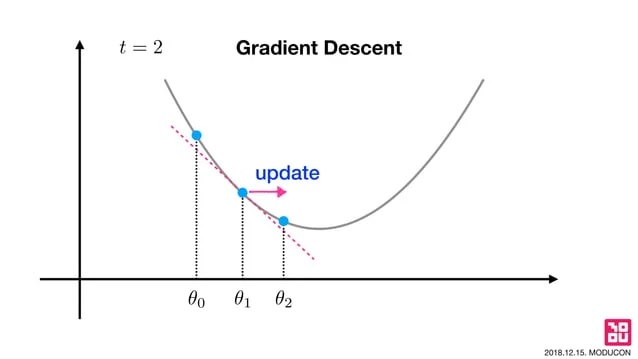 t = 2
Gradient Descent
update
θ₀ θ₁ θ₂
2018.12.15. MODUCON